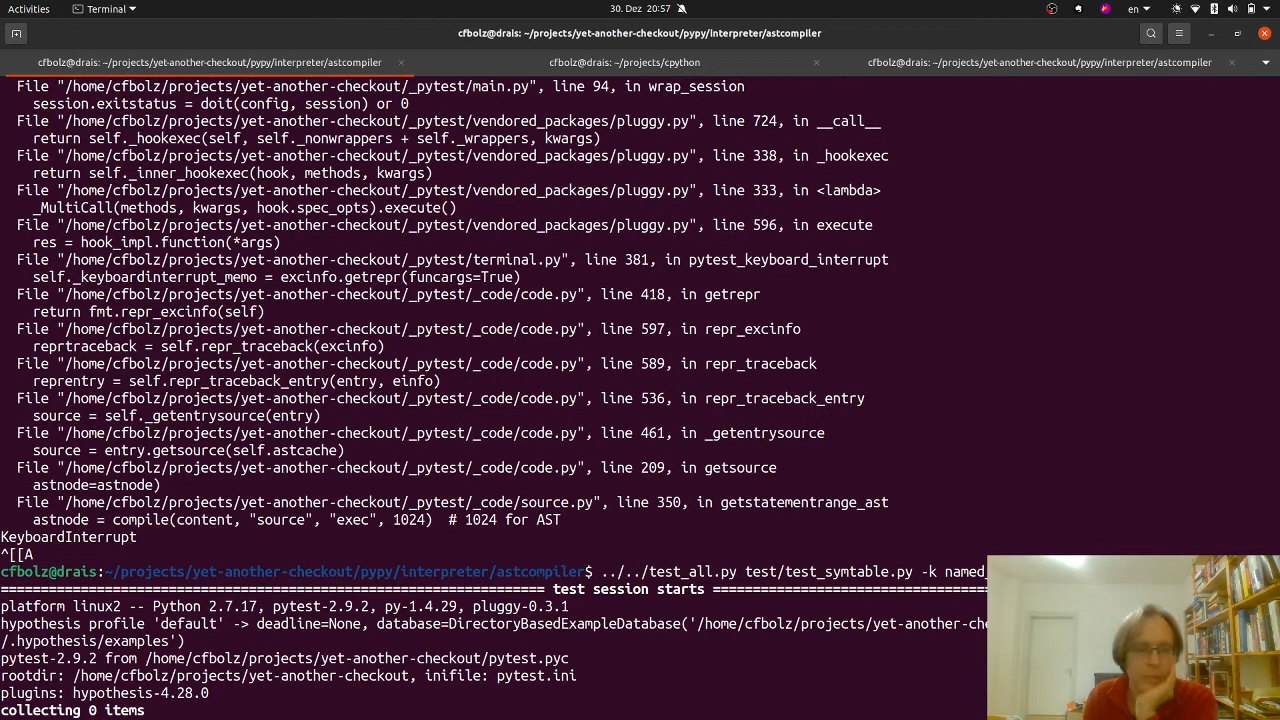 Activities
Terminal
30. Dez 20:57
en
cfbolz@drais: ~/projects/yet-another-checkout/pypy/interpreter/astcompiler
cfbolz@drais: ~/projects/yet-another-checkout/pypy/interpreter/astcompiler
cfbolz@drais: ~/projects/cpython
cfbolz@drais: ~/projects/yet-another-checkout/pypy/interpreter/astcompiler
File "/home/cfbolz/projects/yet-another-checkout/_pytest/main.py", line 94, in wrap_session
session.exitstatus = doit(config, session) or 0
File "/home/cfbolz/projects/yet-another-checkout/_pytest/vendored_packages/pluggy.py", line 724, in __call__
return self._hookexec(self, self._nonwrappers + self._wrappers, kwargs)
File "/home/cfbolz/projects/yet-another-checkout/_pytest/vendored_packages/pluggy.py", line 338, in _hookexec
return self._inner_hookexec(hook, methods, kwargs)
File "/home/cfbolz/projects/yet-another-checkout/_pytest/vendored_packages/pluggy.py", line 333, in <lambda>
_MultiCall(methods, kwargs, hook.spec_opts).execute()
File "/home/cfbolz/projects/yet-another-checkout/_pytest/vendored_packages/pluggy.py", line 596, in execute
res = hook_impl.function(*args)
File "/home/cfbolz/projects/yet-another-checkout/_pytest/terminal.py", line 381, in pytest_keyboard_interrupt
self._keyboardinterrupt_memo = excinfo.getrepr(funcargs=True)
File "/home/cfbolz/projects/yet-another-checkout/_pytest/_code/code.py", line 418, in getrepr
return fmt.repr_excinfo(self)
File "/home/cfbolz/projects/yet-another-checkout/_pytest/_code/code.py", line 597, in repr_excinfo
reprtraceback = self.repr_traceback(excinfo)
File "/home/cfbolz/projects/yet-another-checkout/_pytest/_code/code.py", line 589, in repr_traceback
reprentry = self.repr_traceback_entry(entry, einfo)
File "/home/cfbolz/projects/yet-another-checkout/_pytest/_code/code.py", line 536, in repr_traceback_entry
source = self._getentrysource(entry)
File "/home/cfbolz/projects/yet-another-checkout/_pytest/_code/code.py", line 461, in _getentrysource
source = entry.getsource(self.astcache)
File "/home/cfbolz/projects/yet-another-checkout/_pytest/_code/code.py", line 209, in getsource
astnode=astnode)
File "/home/cfbolz/projects/yet-another-checkout/_pytest/_code/source.py", line 350, in getstatementrange_ast
astnode = compile(content, "source", "exec", 1024)  # 1024 for AST
KeyboardInterrupt
^[[A
cfbolz@drais:~/projects/yet-another-checkout/pypy/interpreter/astcompiler$ ../../test_all.py test/test_symtable.py -k named_
=================================================================== test session starts ==================================
platform linux2 -- Python 2.7.17, pytest-2.9.2, py-1.4.29, pluggy-0.3.1
hypothesis profile 'default' -> deadline=None, database=DirectoryBasedExampleDatabase('/home/cfbolz/projects/yet-another-che
/.hypothesis/examples')
pytest-2.9.2 from /home/cfbolz/projects/yet-another-checkout/pytest.pyc
rootdir: /home/cfbolz/projects/yet-another-checkout, inifile: pytest.ini
plugins: hypothesis-4.28.0
collecting 0 items